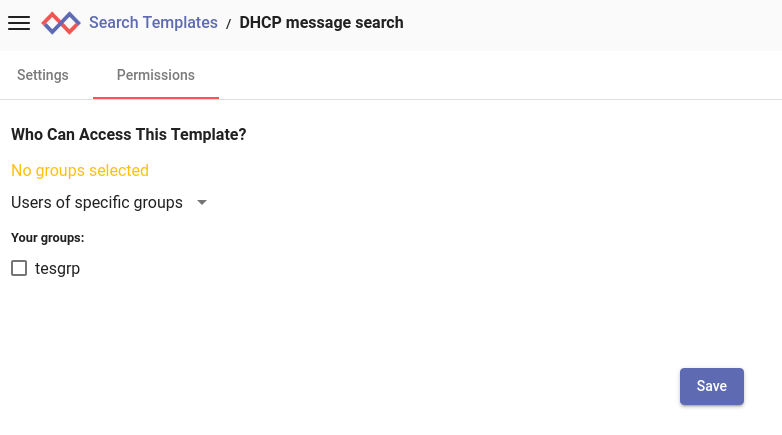 Search Templates / DHCP message search
Settings Permissions
Who Can Access This Template?
No groups selected
Users of specific groups
Your groups:
tesgrp
Save